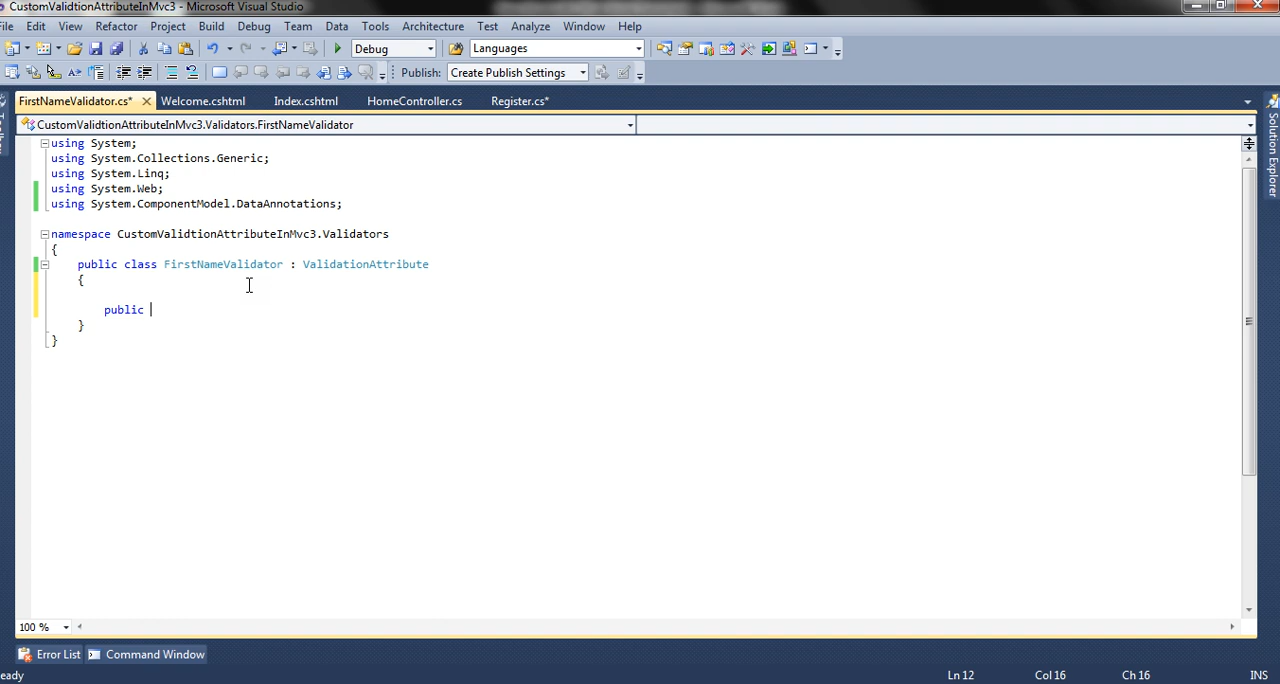 CustomValidtionAttributeInMvc3 - Microsoft Visual Studio
File Edit View Refactor Project Build Debug Team Data Tools Architecture Test Analyze Window Help
Debug Languages
Publish: Create Publish Settings
FirstNameValidator.cs* Welcome.cshtml Index.cshtml HomeController.cs Register.cs*
CustomValidtionAttributeInMvc3.Validators.FirstNameValidator
Solution Explorer
using System;
using System.Collections.Generic;
using System.Linq;
using System.Web;
using System.ComponentModel.DataAnnotations;
namespace CustomValidtionAttributeInMvc3.Validators
{
public class FirstNameValidator : ValidationAttribute
{
public
}
}
100 %
Error List Command Window
eady Ln 12 Col 16 Ch 16 INS